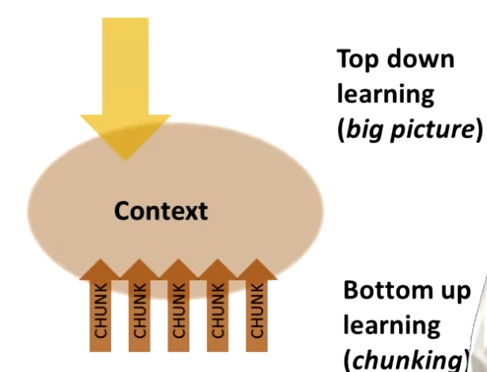 Top down
learning
(big picture)
Context
CHUNK
CHUNK
CHUNK
CHUNK
CHUNK
Bottom up
learning
(chunking)